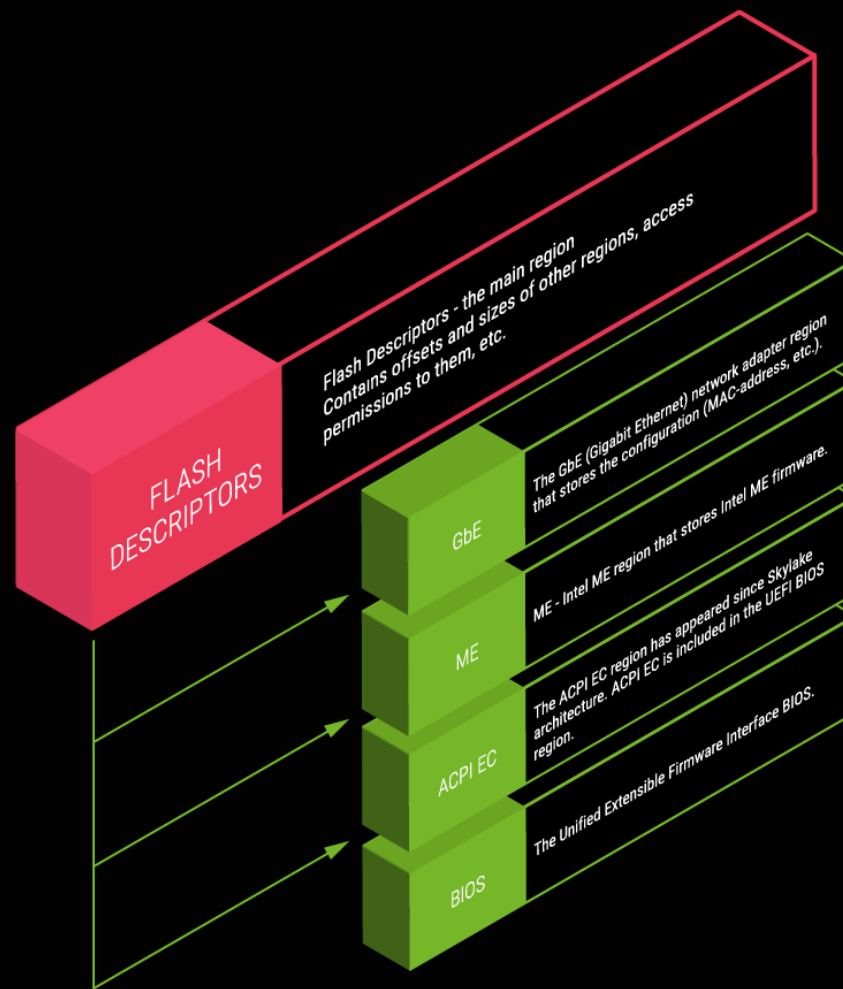 FLASH
DESCRIPTORS
Flash Descriptors - the main region
Contains offsets and sizes of other regions, access
permissions to them, etc.
GbE
The GbE (Gigabit Ethernet) network adapter region
that stores the configuration (MAC-address, etc.).
ME
ME - Intel ME region that stores Intel ME firmware.
ACPI EC
The ACPI EC region has appeared since Skylake
architecture. ACPI EC is included in the UEFI BIOS
region.
BIOS
The Unified Extensible Firmware Interface BIOS.